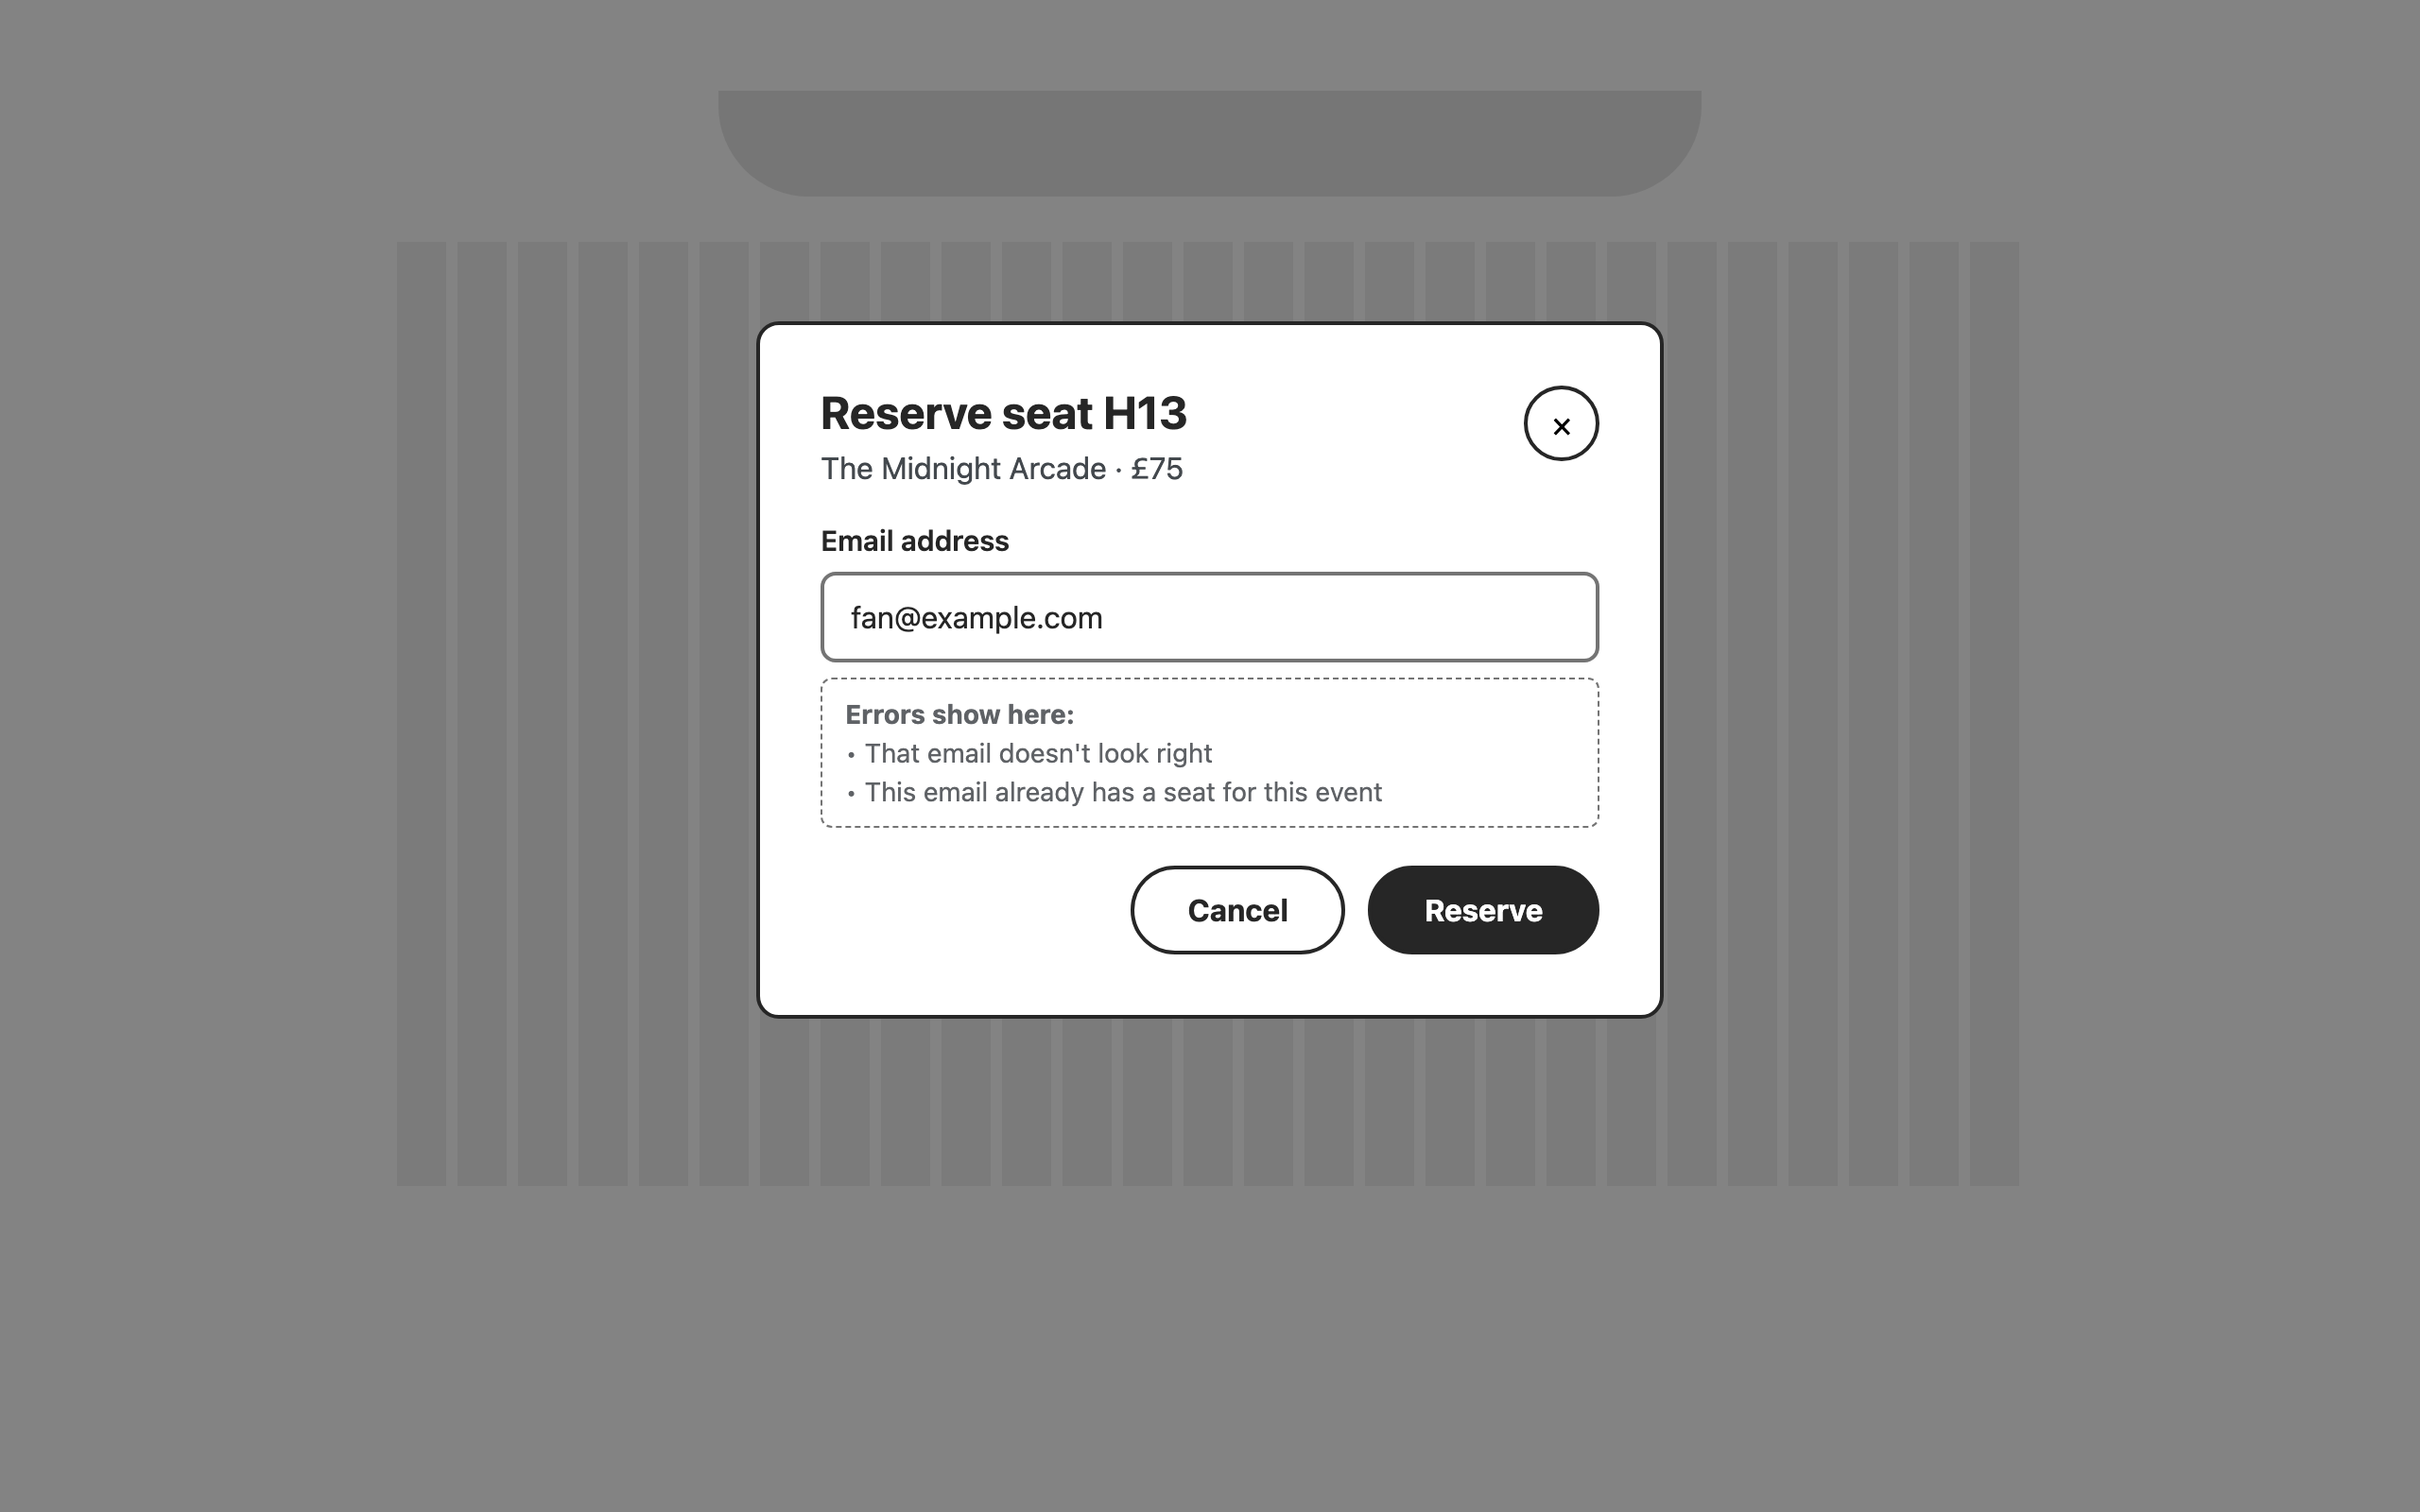 Reserve seat H13
×
The Midnight Arcade · £75
Email address
fan@example.com
Errors show here:
• That email doesn't look right
• This email already has a seat for this event
Cancel
Reserve